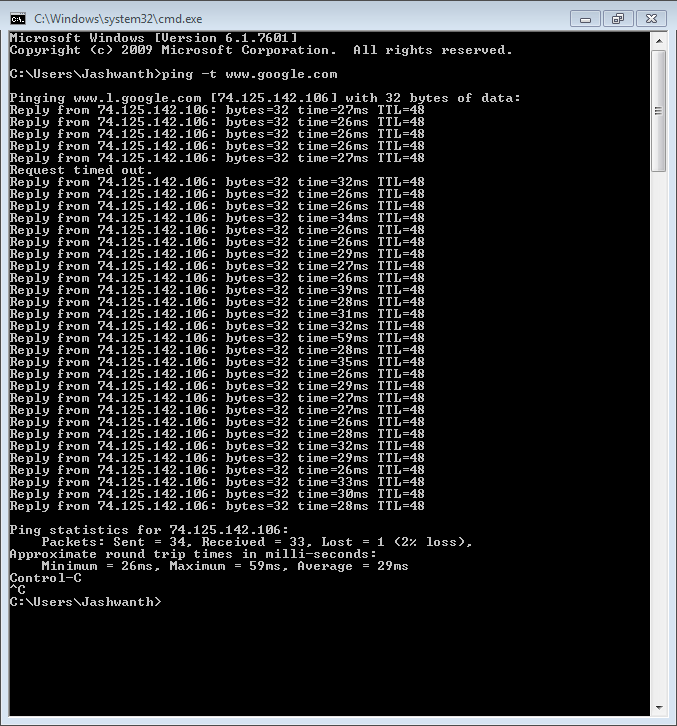 C:\Windows\system32\cmd.exe
Microsoft Windows [Version 6.1.7601]
Copyright (c) 2009 Microsoft Corporation.  All rights reserved.
C:\Users\Jashwanth>ping -t www.google.com
Pinging www.l.google.com [74.125.142.106] with 32 bytes of data:
Reply from 74.125.142.106: bytes=32 time=27ms TTL=48
Reply from 74.125.142.106: bytes=32 time=26ms TTL=48
Reply from 74.125.142.106: bytes=32 time=26ms TTL=48
Reply from 74.125.142.106: bytes=32 time=26ms TTL=48
Reply from 74.125.142.106: bytes=32 time=27ms TTL=48
Request timed out.
Reply from 74.125.142.106: bytes=32 time=32ms TTL=48
Reply from 74.125.142.106: bytes=32 time=26ms TTL=48
Reply from 74.125.142.106: bytes=32 time=26ms TTL=48
Reply from 74.125.142.106: bytes=32 time=34ms TTL=48
Reply from 74.125.142.106: bytes=32 time=26ms TTL=48
Reply from 74.125.142.106: bytes=32 time=26ms TTL=48
Reply from 74.125.142.106: bytes=32 time=29ms TTL=48
Reply from 74.125.142.106: bytes=32 time=27ms TTL=48
Reply from 74.125.142.106: bytes=32 time=26ms TTL=48
Reply from 74.125.142.106: bytes=32 time=39ms TTL=48
Reply from 74.125.142.106: bytes=32 time=28ms TTL=48
Reply from 74.125.142.106: bytes=32 time=31ms TTL=48
Reply from 74.125.142.106: bytes=32 time=32ms TTL=48
Reply from 74.125.142.106: bytes=32 time=59ms TTL=48
Reply from 74.125.142.106: bytes=32 time=28ms TTL=48
Reply from 74.125.142.106: bytes=32 time=35ms TTL=48
Reply from 74.125.142.106: bytes=32 time=26ms TTL=48
Reply from 74.125.142.106: bytes=32 time=29ms TTL=48
Reply from 74.125.142.106: bytes=32 time=27ms TTL=48
Reply from 74.125.142.106: bytes=32 time=27ms TTL=48
Reply from 74.125.142.106: bytes=32 time=26ms TTL=48
Reply from 74.125.142.106: bytes=32 time=28ms TTL=48
Reply from 74.125.142.106: bytes=32 time=32ms TTL=48
Reply from 74.125.142.106: bytes=32 time=29ms TTL=48
Reply from 74.125.142.106: bytes=32 time=26ms TTL=48
Reply from 74.125.142.106: bytes=32 time=33ms TTL=48
Reply from 74.125.142.106: bytes=32 time=30ms TTL=48
Reply from 74.125.142.106: bytes=32 time=28ms TTL=48
Ping statistics for 74.125.142.106:
    Packets: Sent = 34, Received = 33, Lost = 1 (2% loss),
Approximate round trip times in milli-seconds:
    Minimum = 26ms, Maximum = 59ms, Average = 29ms
Control-C
^C
C:\Users\Jashwanth>